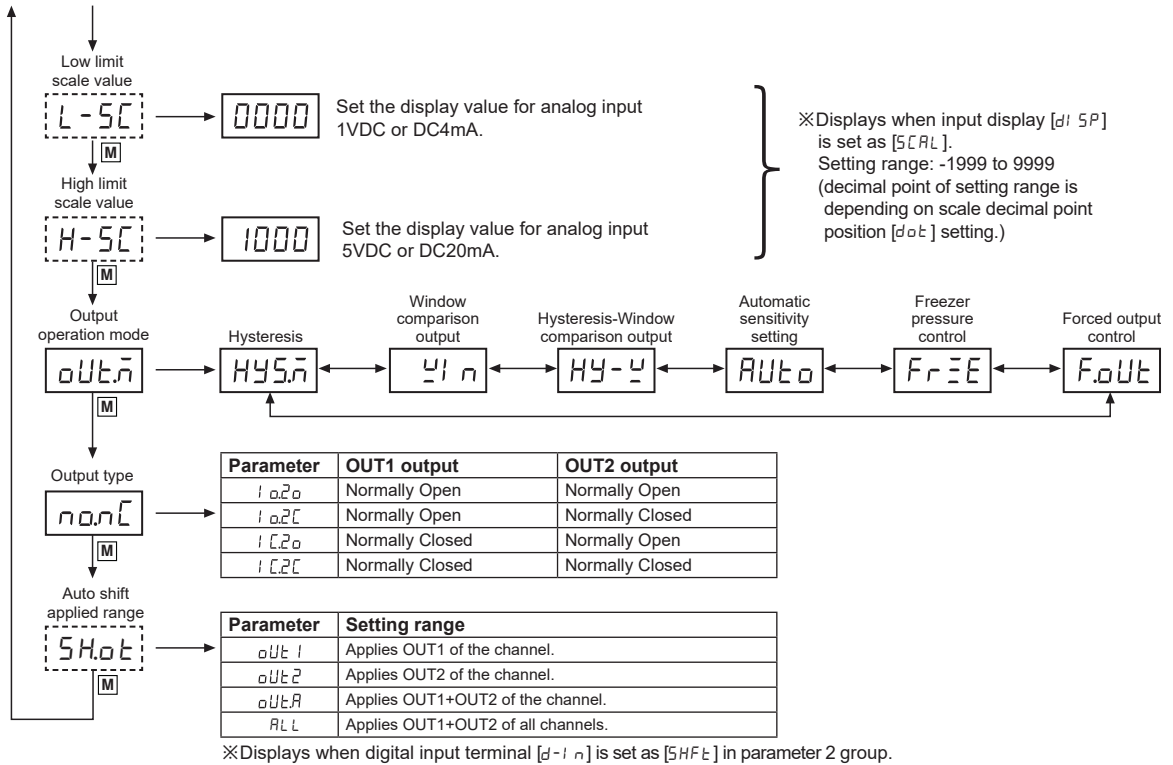 Low limit
scale value
L-SC
0000
Set the display value for analog input
1VDC or DC4mA.
M
High limit
scale value
H-SC
1000
Set the display value for analog input
5VDC or DC20mA.
M
※Displays when input display [dI SP]
is set as [SCAL].
Setting range: -1999 to 9999
(decimal point of setting range is
depending on scale decimal point
position [dot] setting.)
Output
operation mode
oUt.m
M
Hysteresis
HYS.m
Window
comparison
output
WI n
Hysteresis-Window
comparison output
HY-W
Automatic
sensitivity
setting
AUto
Freezer
pressure
control
FrZE
Forced output
control
F.oUt
Output type
no.nC
M
Parameter OUT1 output OUT2 output
1o.2o Normally Open Normally Open
1o.2C Normally Open Normally Closed
1C.2o Normally Closed Normally Open
1C.2C Normally Closed Normally Closed
Auto shift
applied range
SH.ot
M
Parameter Setting range
oUt1 Applies OUT1 of the channel.
oUt2 Applies OUT2 of the channel.
oUt.A Applies OUT1+OUT2 of the channel.
ALL Applies OUT1+OUT2 of all channels.
※Displays when digital input terminal [d-I n] is set as [SHFt] in parameter 2 group.